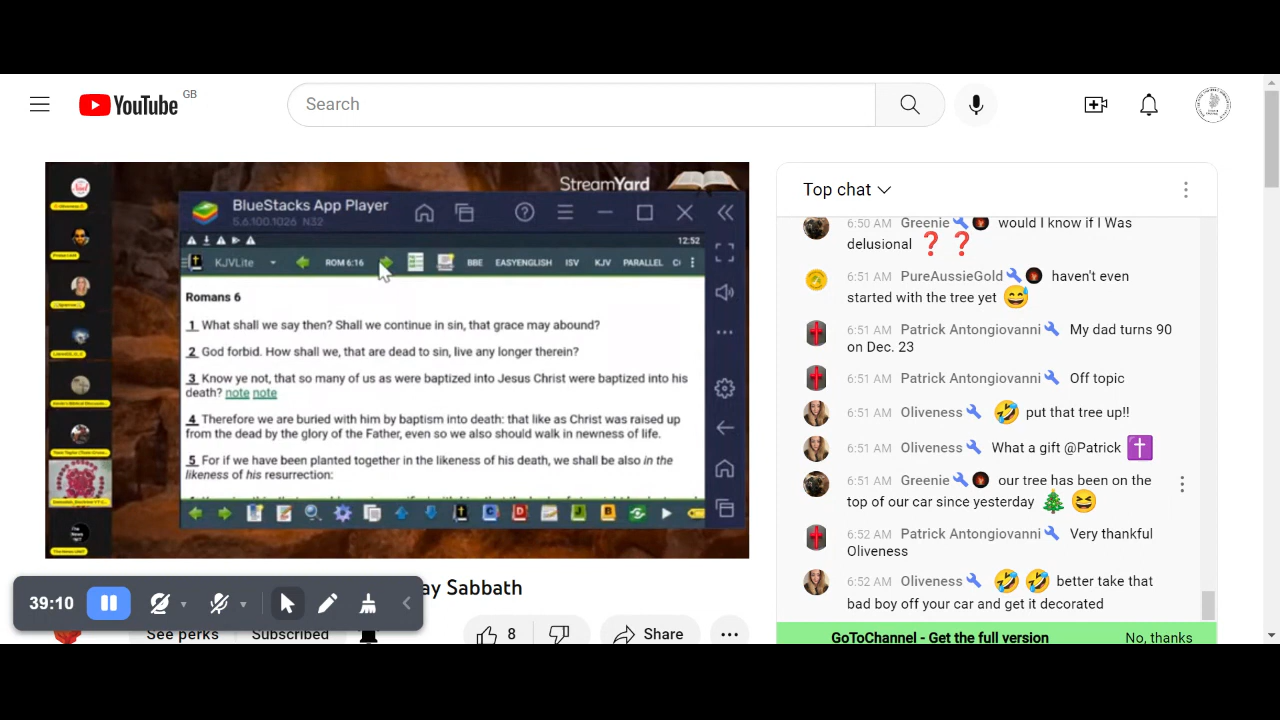 YouTube GB
Search
StreamYard
BlueStacks App Player
5.6.100.1026 N32
12:52
KJVLite ROM 6:16 BBE EASYENGLISH ISV KJV PARALLEL
Romans 6
1 What shall we say then? Shall we continue in sin, that grace may abound?
2 God forbid. How shall we, that are dead to sin, live any longer therein?
3 Know ye not, that so many of us as were baptized into Jesus Christ were baptized into his
death? note note
4 Therefore we are buried with him by baptism into death: that like as Christ was raised up
from the dead by the glory of the Father, even so we also should walk in newness of life.
5 For if we have been planted together in the likeness of his death, we shall be also in the
likeness of his resurrection:
39:10
ay Sabbath
See perks
Subscribed
8
Share
Top chat
6:50 AM Greenie would I know if I Was
delusional ❓ ❓
6:51 AM PureAussieGold haven't even
started with the tree yet 😅
6:51 AM Patrick Antongiovanni My dad turns 90
on Dec. 23
6:51 AM Patrick Antongiovanni Off topic
6:51 AM Oliveness 🤣 put that tree up!!
6:51 AM Oliveness What a gift @Patrick ✝️
6:51 AM Greenie our tree has been on the
top of our car since yesterday 🎄 😆
6:52 AM Patrick Antongiovanni Very thankful
Oliveness
6:52 AM Oliveness 🤣 🤣 better take that
bad boy off your car and get it decorated
GoToChannel - Get the full version No, thanks